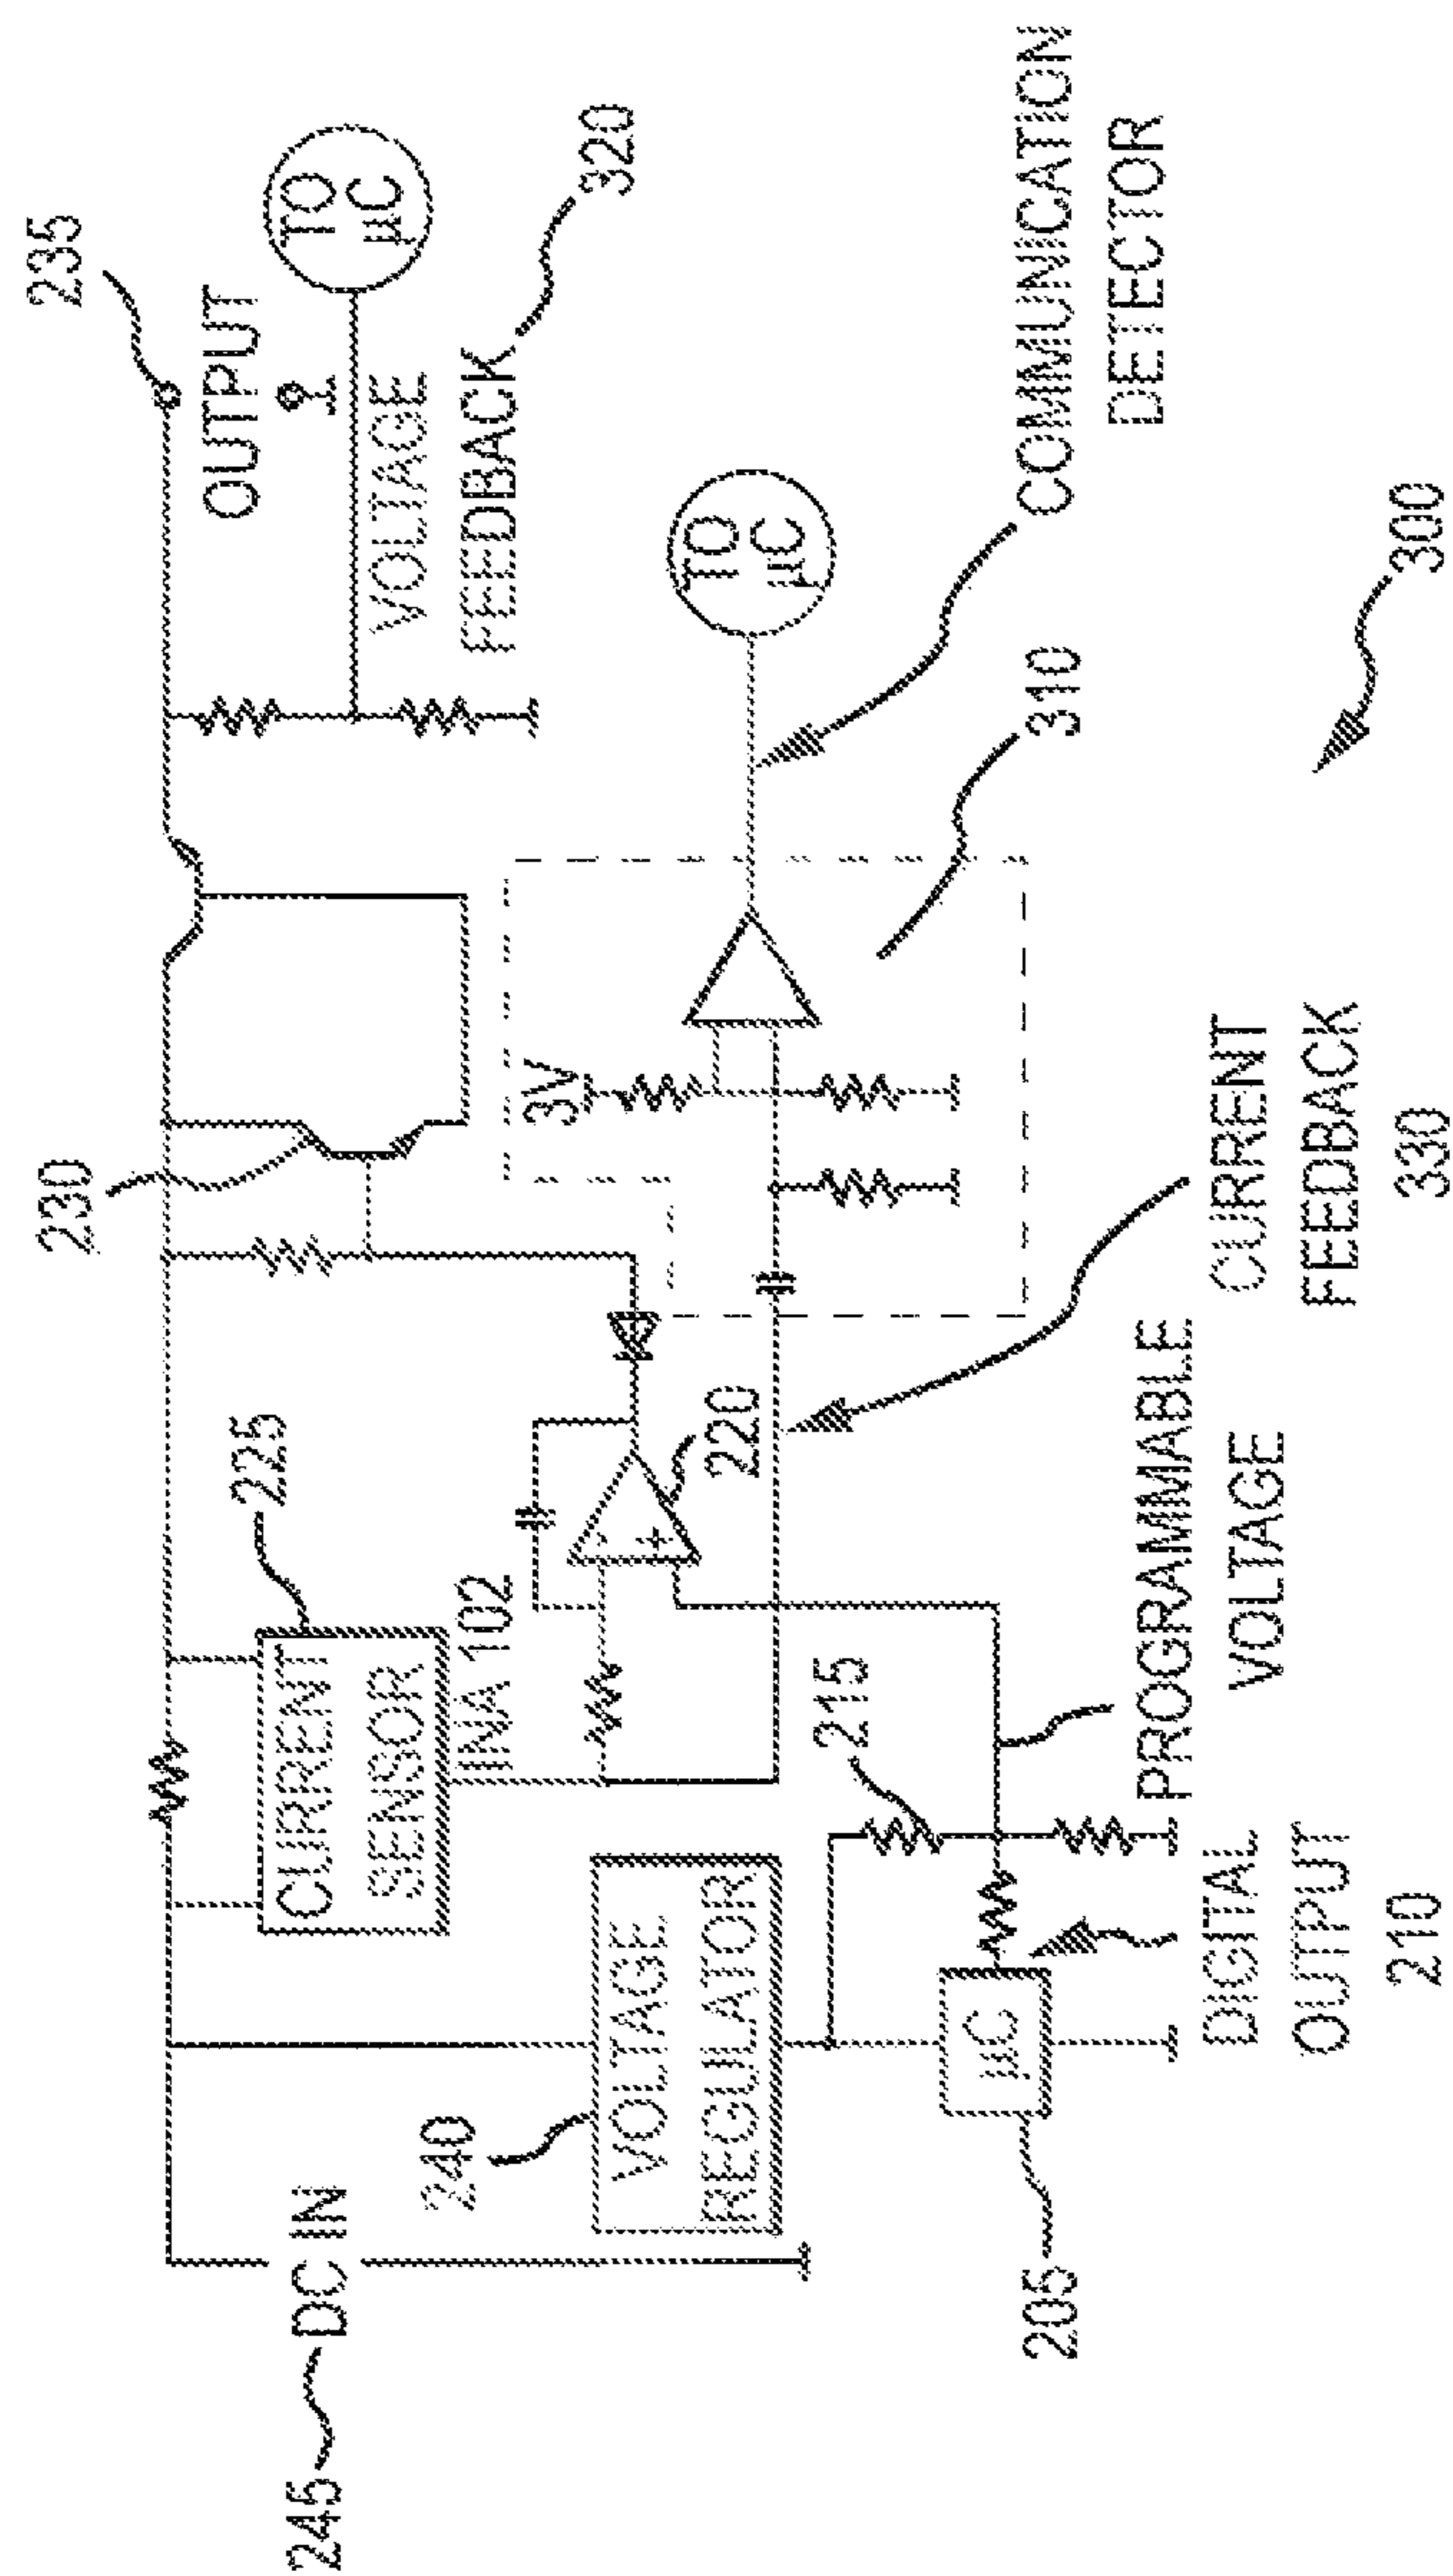 245
DC IN
240
VOLTAGE
REGULATOR
205
µC
DIGITAL
OUTPUT
210
225
CURRENT
SENSOR
INA 102
215
PROGRAMMABLE
VOLTAGE
220
+
230
3V
CURRENT
FEEDBACK
330
310
TO
µC
COMMUNICATION
DETECTOR
235
OUTPUT
TO
µC
VOLTAGE
FEEDBACK
320
300